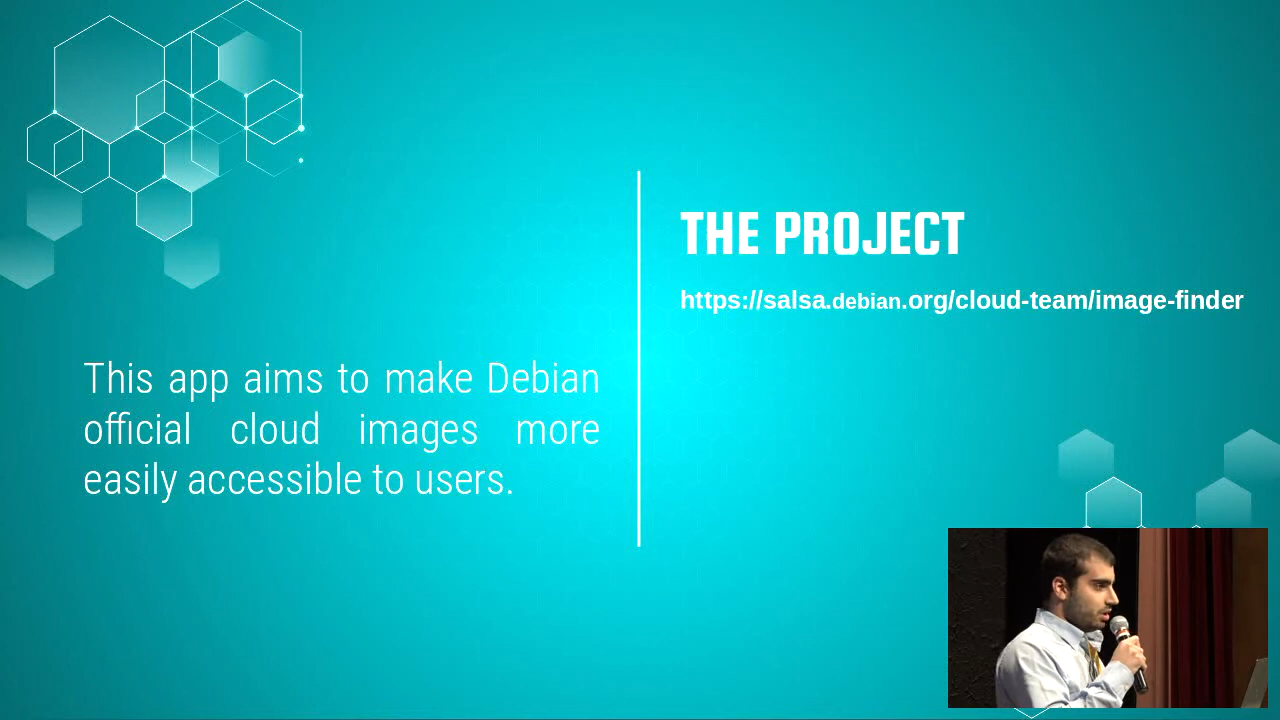 THE PROJECT
https://salsa.debian.org/cloud-team/image-finder
This app aims to make Debian
official cloud images more
easily accessible to users.